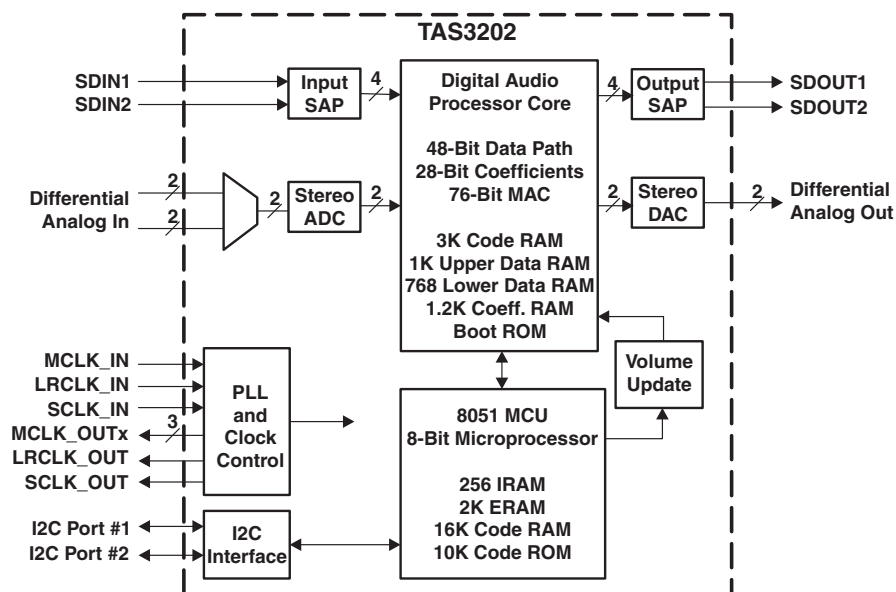 TAS3202
SDIN1
SDIN2
Input
SAP
4
Digital Audio
Processor Core
48-Bit Data Path
28-Bit Coefficients
76-Bit MAC
3K Code RAM
1K Upper Data RAM
768 Lower Data RAM
1.2K Coeff. RAM
Boot ROM
4
Output
SAP
SDOUT1
SDOUT2
Differential
Analog In
2
2
2
Stereo
ADC
2
2
Stereo
DAC
2
Differential
Analog Out
MCLK_IN
LRCLK_IN
SCLK_IN
MCLK_OUTx
LRCLK_OUT
SCLK_OUT
3
PLL
and
Clock
Control
Volume
Update
8051 MCU
8-Bit Microprocessor
256 IRAM
2K ERAM
16K Code RAM
10K Code ROM
I2C Port #1
I2C Port #2
I2C
Interface